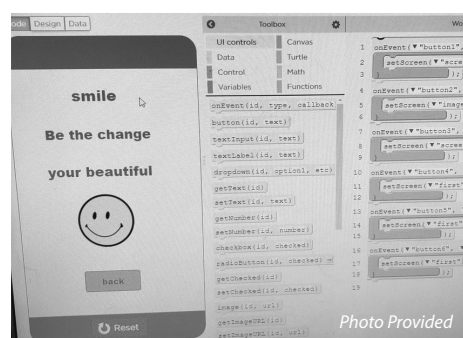 ode Design Data
smile
Be the change
your beautiful
back
Reset
Toolbox
UI controls
Canvas
Data
Turtle
Control
Math
Variables
Functions
onEvent(id, type, callback
button(id, text)
textInput(id, text)
textLabel(id, text)
dropdown(id, option1, etc)
getText(id)
setText(id, text)
getNumber(id)
setNumber(id, number)
checkbox(id, checked)
radioButton(id, checked)
getChecked(id)
setChecked(id, checked)
image(id, url)
getImageURL(id)
setImageURL(id, url)
Wo
1 onEvent(▼"button1",
2 setScreen(▼"scre
3 } );
4 onEvent(▼"button2",
5 setScreen(▼"image
6 } );
7 onEvent(▼"button3",
8 setScreen(▼"scree
9 } );
10 onEvent(▼"button4",
11 setScreen(▼"first"
12 } );
13 onEvent(▼"button5",
14 setScreen(▼"first"
15 } );
16 onEvent(▼"button6", ▼
17 setScreen(▼"first"
18 } );
19
Photo Provided